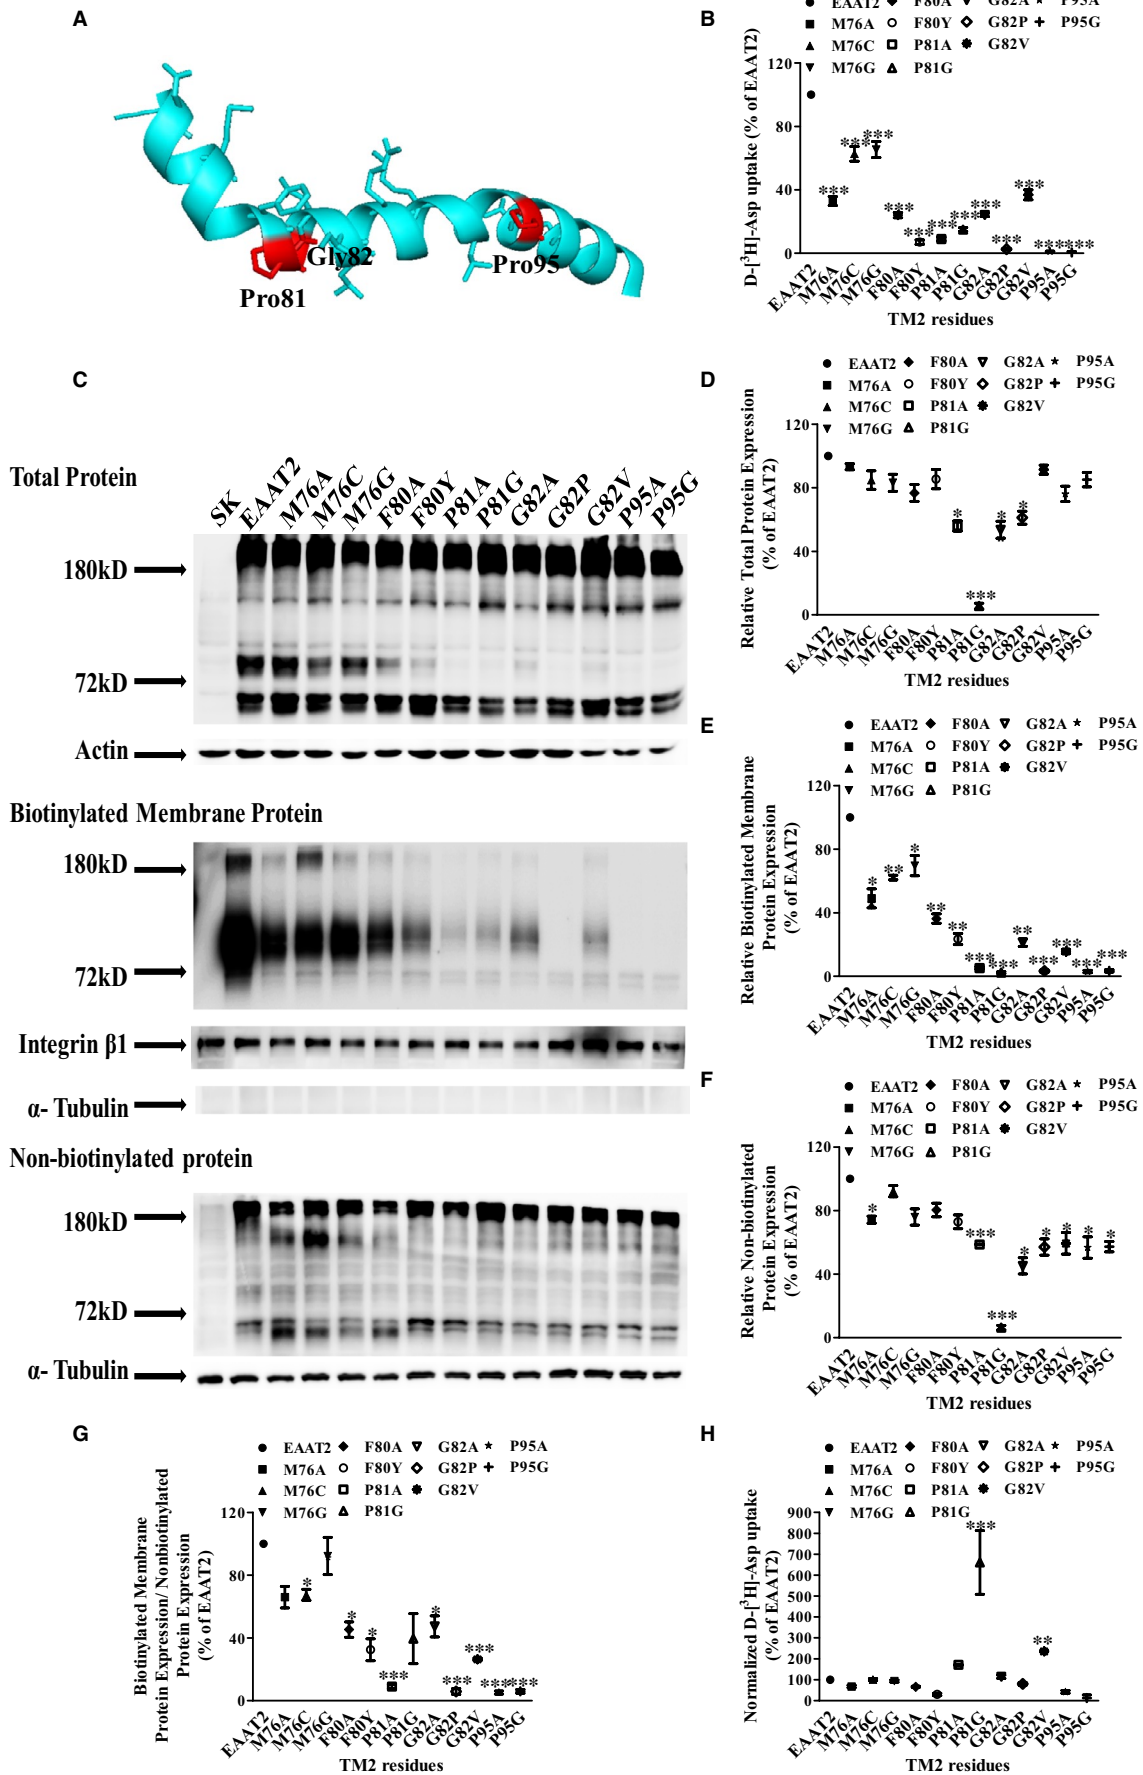 A
Gly82
Pro81
Pro95
B
EAAT2 F80A G82A P95A
M76A F80Y G82P P95G
M76C P81A G82V
M76G P81G
D-[³H]-Asp uptake (% of EAAT2)
120
80
40
0
*** *** *** *** *** *** *** *** *** *** *** ***
EAAT2 M76A M76C M76G F80A F80Y P81A P81G G82A G82P G82V P95A P95G
TM2 residues
C
Total Protein
SK EAAT2 M76A M76C M76G F80A F80Y P81A P81G G82A G82P G82V P95A P95G
180kD
72kD
Actin
Biotinylated Membrane Protein
180kD
72kD
Integrin β1
α- Tubulin
Non-biotinylated protein
180kD
72kD
α- Tubulin
D
EAAT2 F80A G82A P95A
M76A F80Y G82P P95G
M76C P81A G82V
M76G P81G
Relative Total Protein Expression
(% of EAAT2)
120
80
40
0
* *** * *
EAAT2 M76A M76C M76G F80A F80Y P81A P81G G82A G82P G82V P95A P95G
TM2 residues
E
EAAT2 F80A G82A P95A
M76A F80Y G82P P95G
M76C P81A G82V
M76G P81G
Relative Biotinylated Membrane
Protein Expression
(% of EAAT2)
120
80
40
0
* ** * ** ** *** *** ** *** *** *** ***
EAAT2 M76A M76C M76G F80A F80Y P81A P81G G82A G82P G82V P95A P95G
TM2 residues
F
EAAT2 F80A G82A P95A
M76A F80Y G82P P95G
M76C P81A G82V
M76G P81G
Relative Non-biotinylated
Protein Expression
(% of EAAT2)
120
80
40
0
* *** *** * * * * *
EAAT2 M76A M76C M76G F80A F80Y P81A P81G G82A G82P G82V P95A P95G
TM2 residues
G
EAAT2 F80A G82A P95A
M76A F80Y G82P P95G
M76C P81A G82V
M76G P81G
Biotinylated Membrane
Protein Expression/ Nonbiotinylated
Protein Expression
(% of EAAT2)
120
80
40
0
* * * *** * *** *** *** ***
EAAT2 M76A M76C M76G F80A F80Y P81A P81G G82A G82P G82V P95A P95G
TM2 residues
H
EAAT2 F80A G82A P95A
M76A F80Y G82P P95G
M76C P81A G82V
M76G P81G
Normalized D-[³H]-Asp uptake
(% of EAAT2)
900
800
700
600
500
400
300
200
100
0
*** **
EAAT2 M76A M76C M76G F80A F80Y P81A P81G G82A G82P G82V P95A P95G
TM2 residues